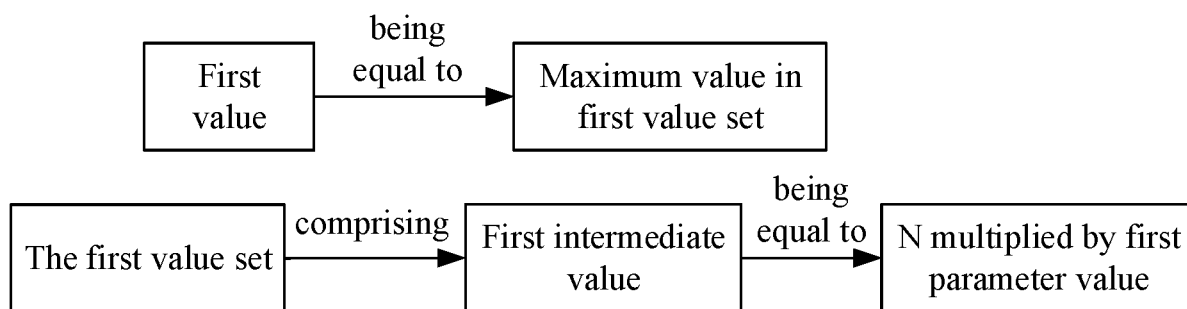 First
value
being
equal to
Maximum value in
first value set
The first value set
comprising
First intermediate
value
being
equal to
N multiplied by first
parameter value